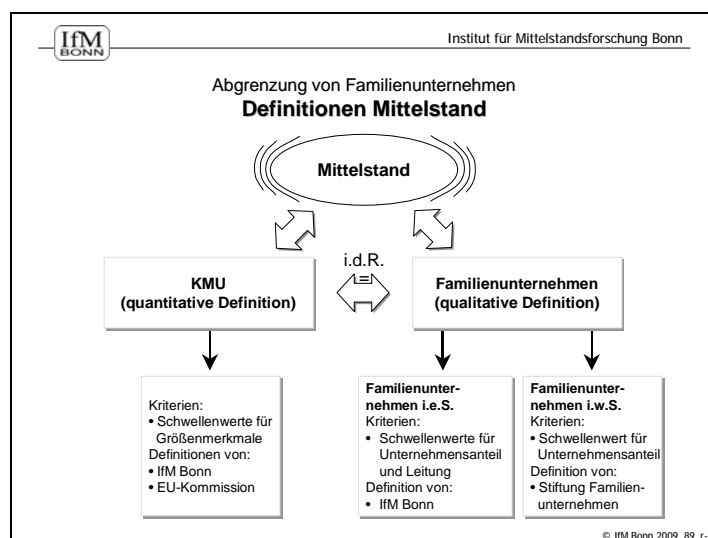 IfM
BONN
Institut für Mittelstandsforschung Bonn
Abgrenzung von Familienunternehmen
Definitionen Mittelstand
Mittelstand
i.d.R.
=
KMU
(quantitative Definition)
Familienunternehmen
(qualitative Definition)
Kriterien:
• Schwellenwerte für
Größenmerkmale
Definitionen von:
• IfM Bonn
• EU-Kommission
Familienunter-
nehmen i.e.S.
Kriterien:
• Schwellenwerte für
Unternehmensanteil
und Leitung
Definition von:
• IfM Bonn
Familienunter-
nehmen i.w.S.
Kriterien:
• Schwellenwert für
Unternehmensanteil
Definition von:
• Stiftung Familien-
unternehmen
© IfM Bonn 2009 89 r-